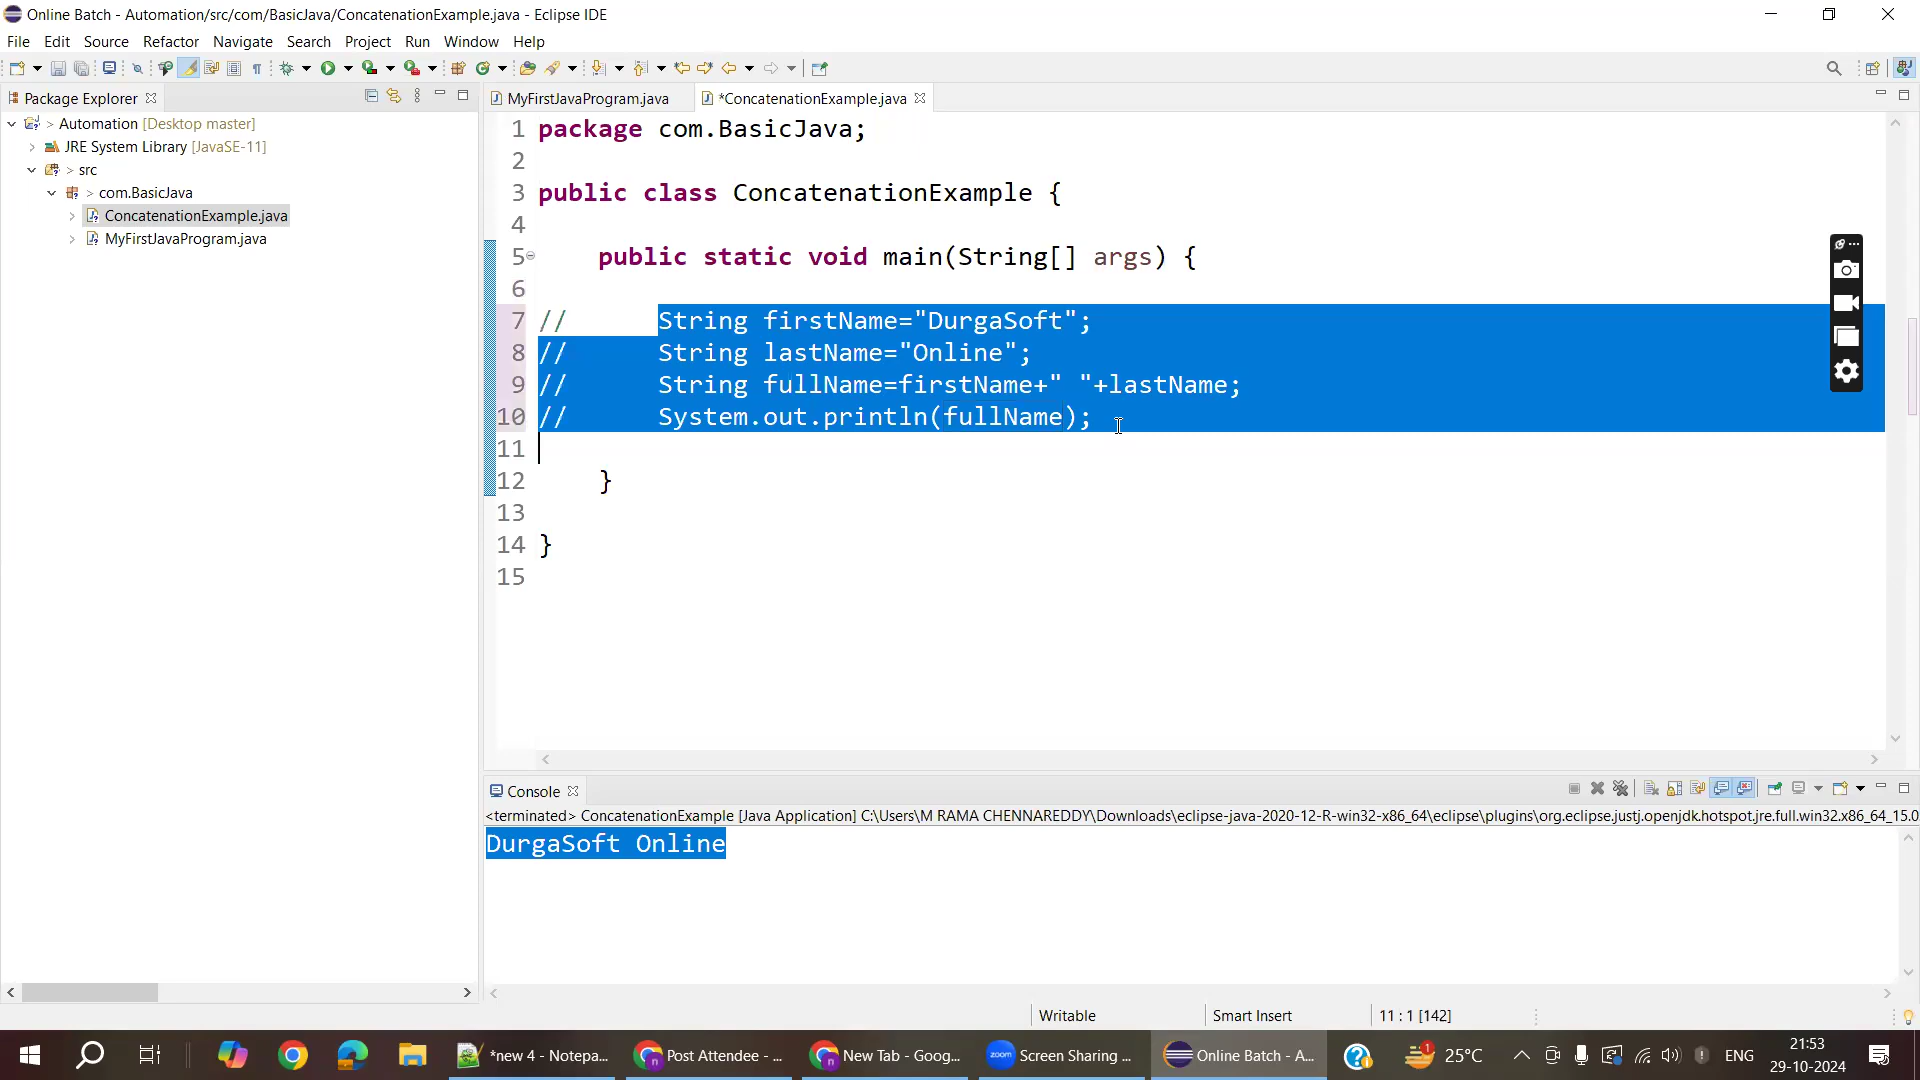 Online Batch - Automation/src/com/BasicJava/ConcatenationExample.java - Eclipse IDE
File Edit Source Refactor Navigate Search Project Run Window Help
Package Explorer
MyFirstJavaProgram.java
*ConcatenationExample.java
> Automation [Desktop master]
JRE System Library [JavaSE-11]
> src
> com.BasicJava
ConcatenationExample.java
MyFirstJavaProgram.java
1 package com.BasicJava;
2
3 public class ConcatenationExample {
4
5 public static void main(String[] args) {
6
7 // String firstName="DurgaSoft";
8 // String lastName="Online";
9 // String fullName=firstName+" "+lastName;
10 // System.out.println(fullName);
11
12 }
13
14 }
15
Console
<terminated> ConcatenationExample [Java Application] C:\Users\M RAMA CHENNAREDDY\Downloads\eclipse-java-2020-12-R-win32-x86_64\eclipse\plugins\org.eclipse.justj.openjdk.hotspot.jre.full.win32.x86_64_15.0
DurgaSoft Online
Writable Smart Insert 11 : 1 [142]
*new 4 - Notepa... Post Attendee - ... New Tab - Goog... zoom Screen Sharing ... Online Batch - A... 1 25°C ENG 21:53
29-10-2024